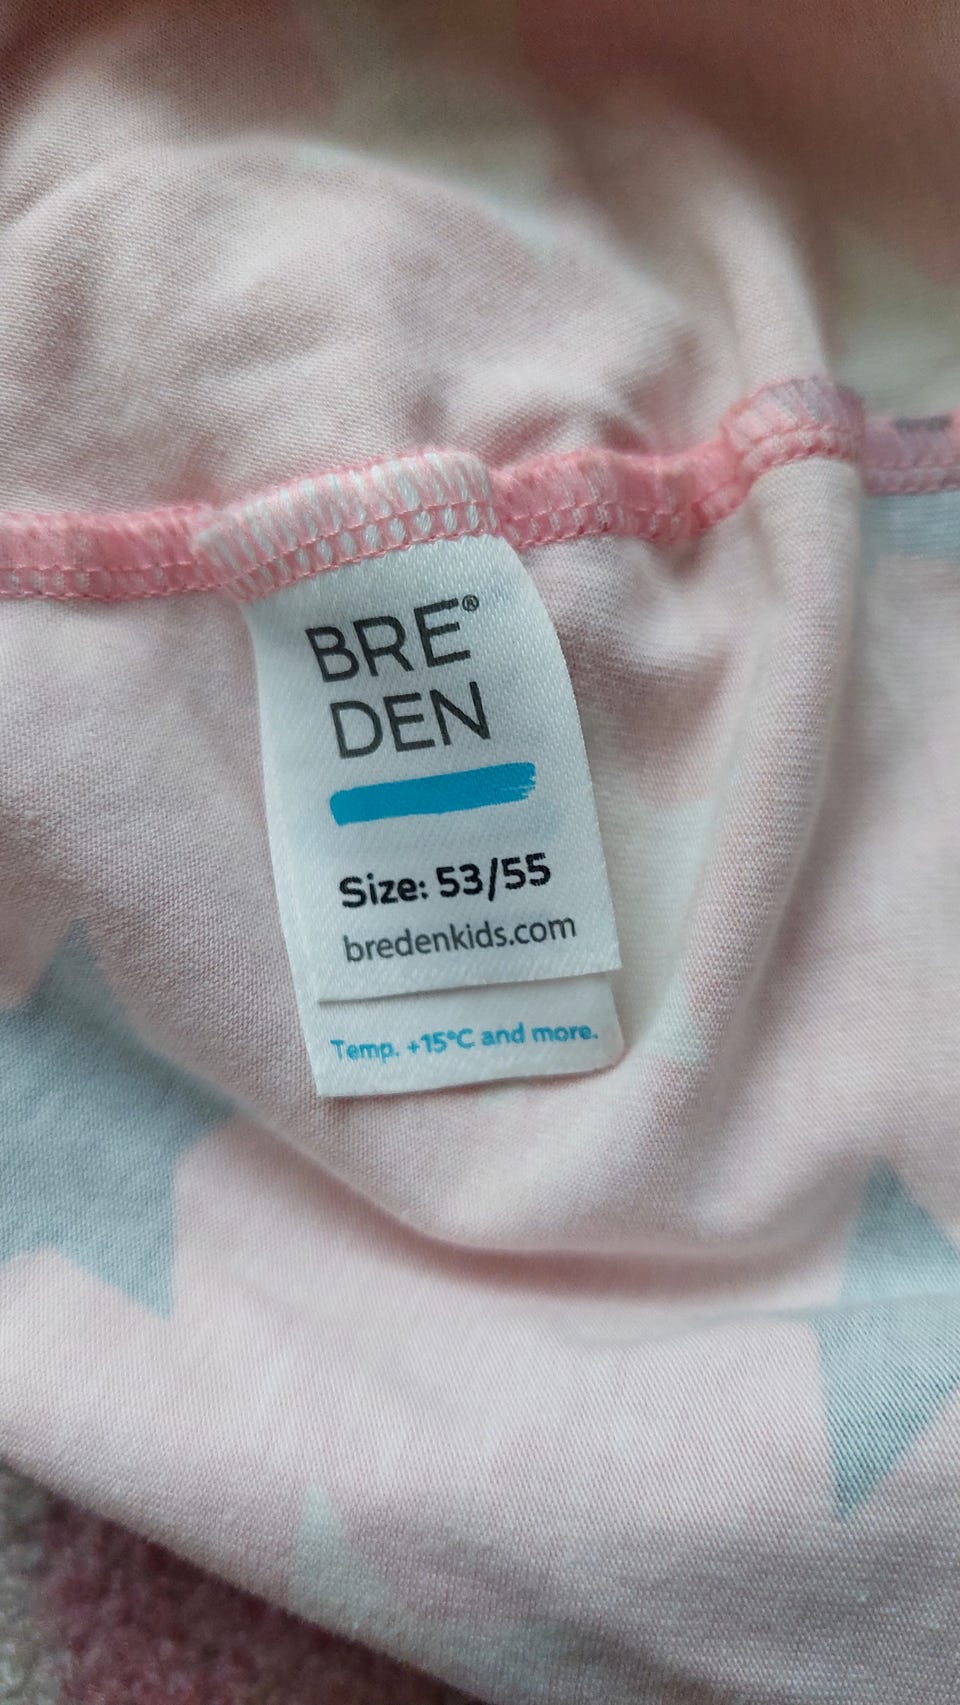 BRE®
DEN
Size: 53/55
bredenkids.com
Temp. +15°C and more.